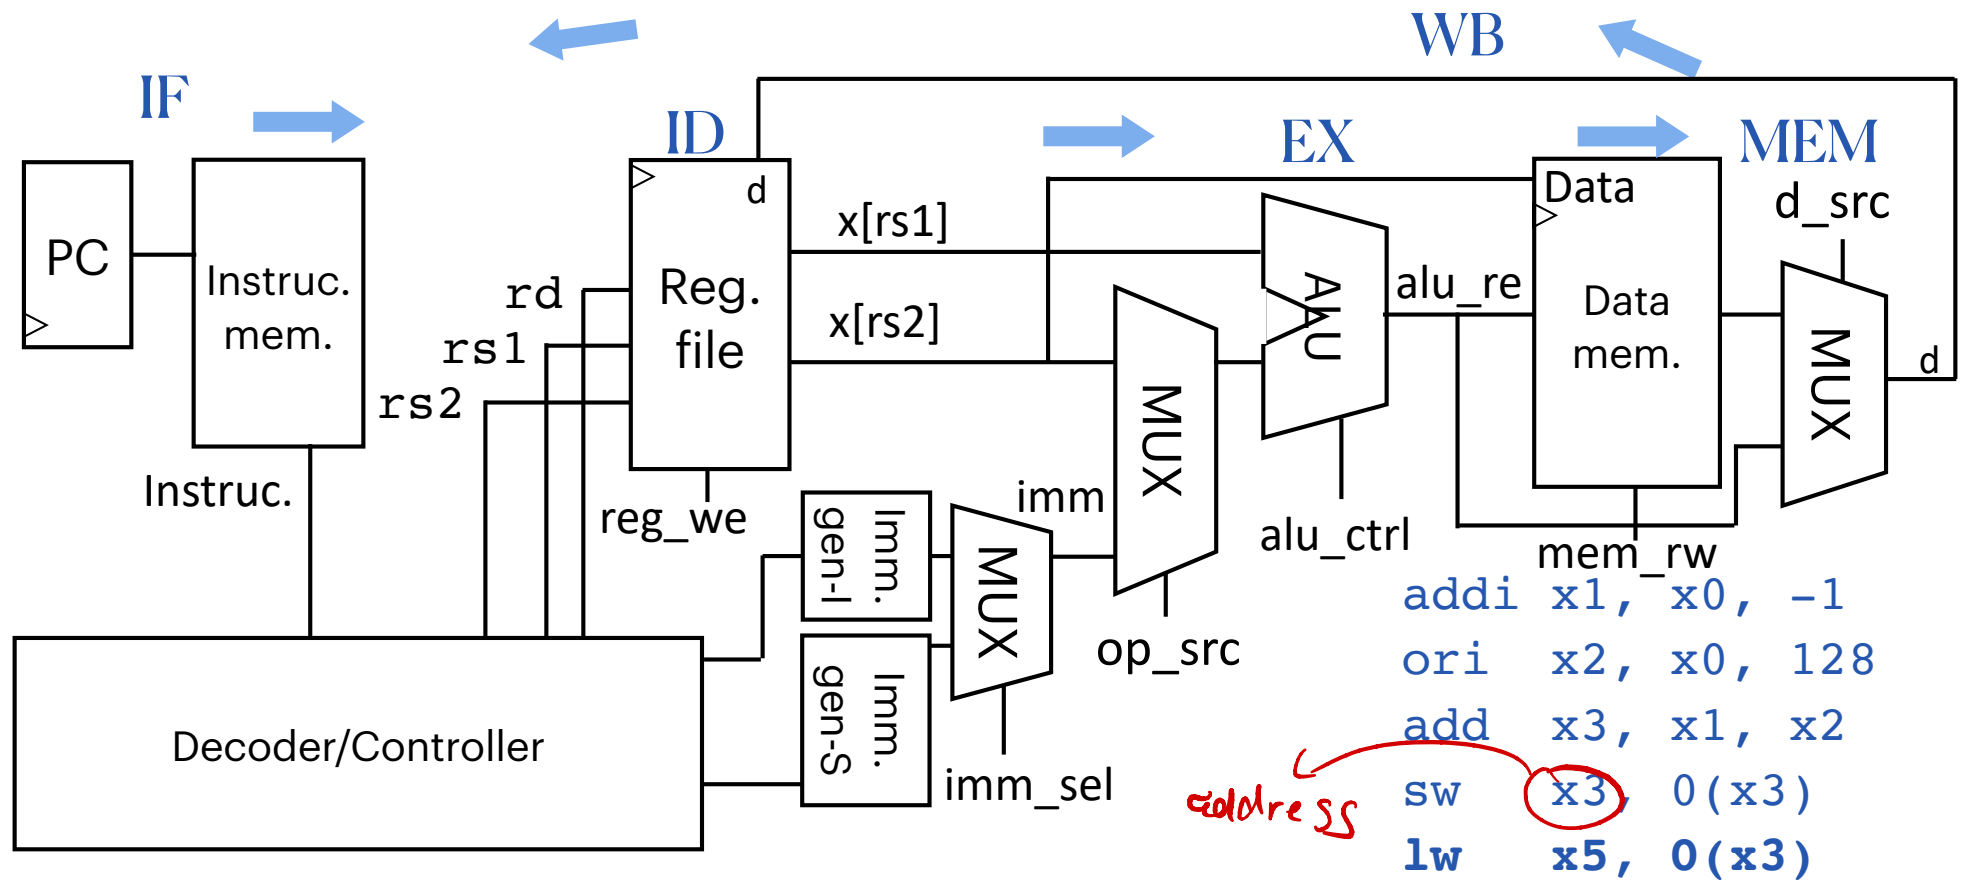 WB
IF
ID
EX
MEM
PC
Instruc.
mem.
d
Reg.
file
rd
rs1
rs2
x[rs1]
x[rs2]
ALU
alu_re
Data
Data
mem.
d_src
MUX
d
MUX
Instruc.
reg_we
imm
alu_ctrl
mem_rw
Imm.
gen-I
MUX
Imm.
gen-S
op_src
imm_sel
Decoder/Controller
addi x1, x0, -1
ori x2, x0, 128
add x3, x1, x2
address
sw x3, 0(x3)
lw x5, 0(x3)